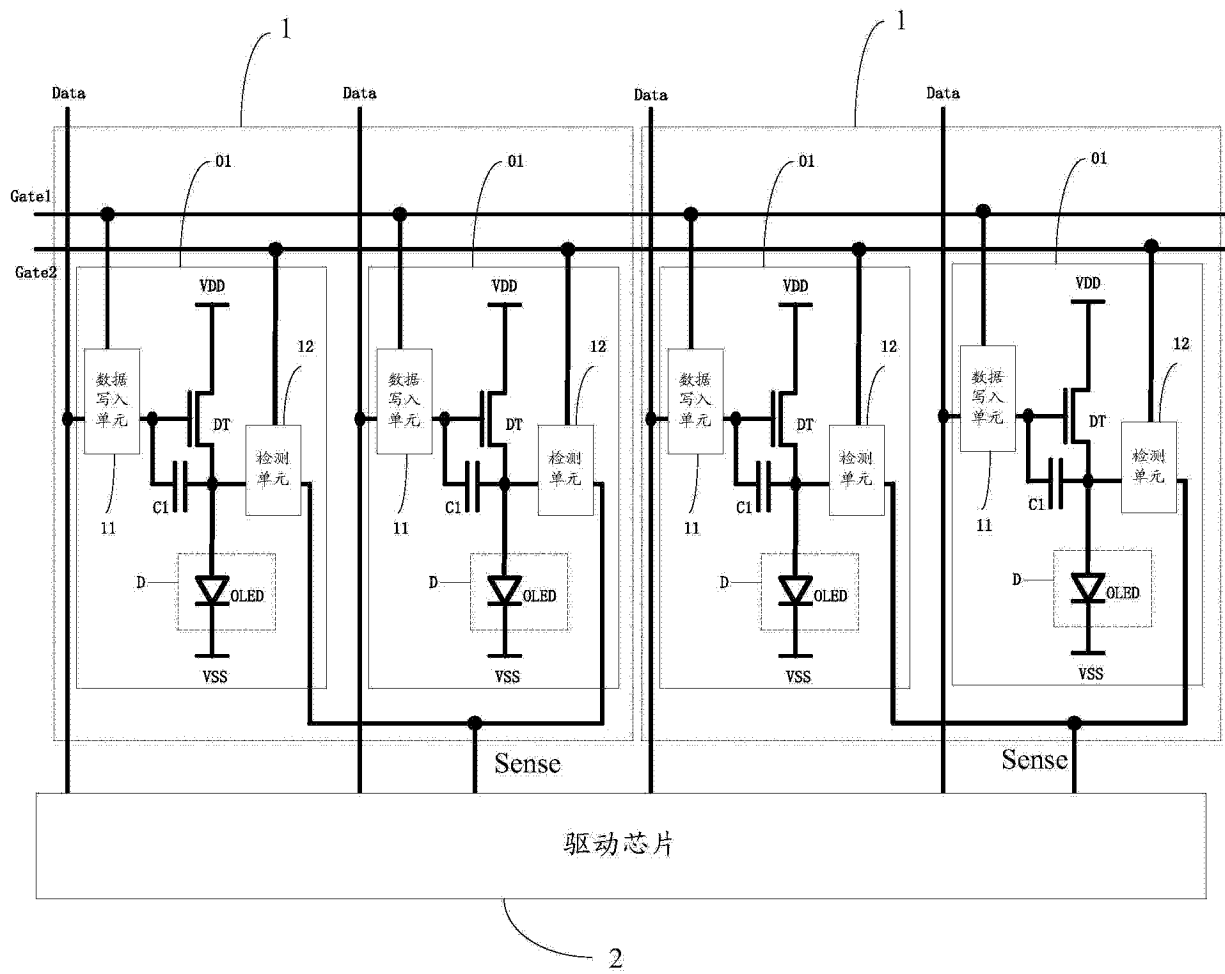 1
1
Data
Data
Data
Data
01
01
01
01
Gate1
Gate2
VDD
VDD
VDD
VDD
12
12
12
12
数据
写入
单元
数据
写入
单元
数据
写入
单元
数据
写入
单元
DT
DT
DT
DT
检测
单元
检测
单元
检测
单元
检测
单元
C1
C1
C1
C1
11
11
11
11
D
OLED
D
OLED
D
OLED
D
OLED
VSS
VSS
VSS
VSS
Sense
Sense
驱动芯片
2